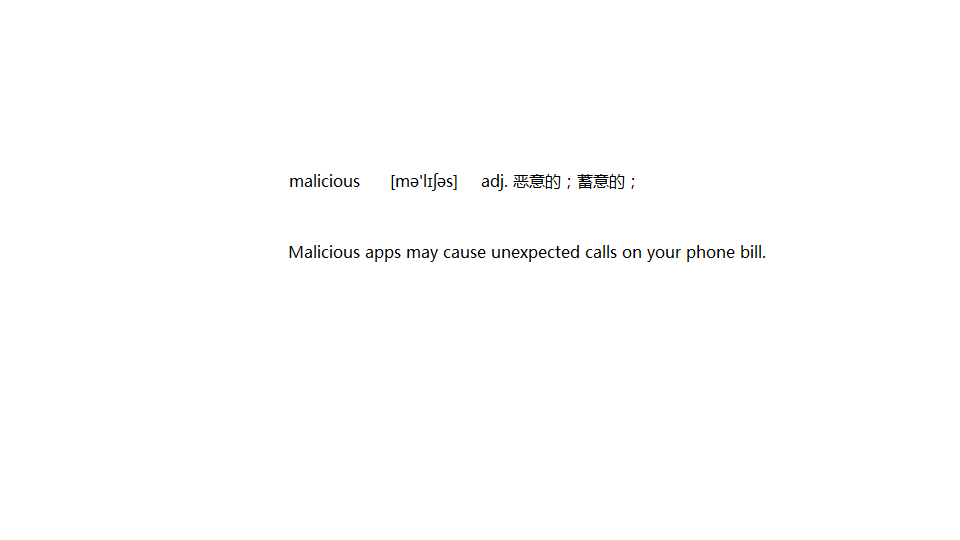 malicious [mə'lɪʃəs] adj. 恶意的；蓄意的；
Malicious apps may cause unexpected calls on your phone bill.